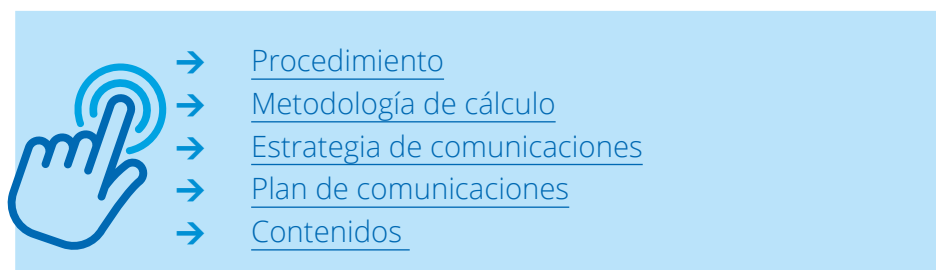 Procedimiento
Metodología de cálculo
Estrategia de comunicaciones
Plan de comunicaciones
Contenidos